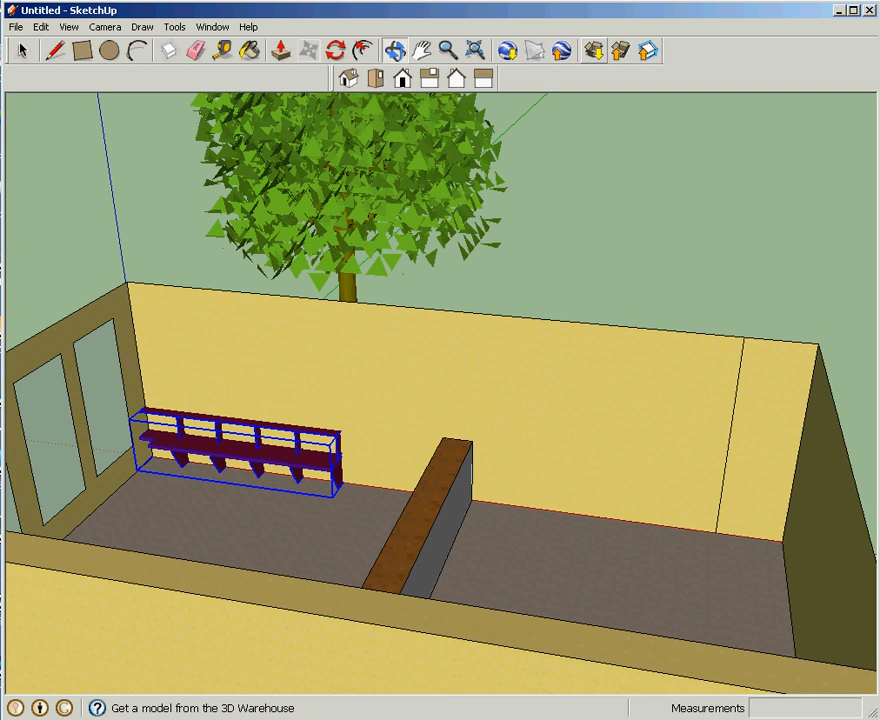 Untitled - SketchUp
File Edit View Camera Draw Tools Window Help
Get a model from the 3D Warehouse
Measurements